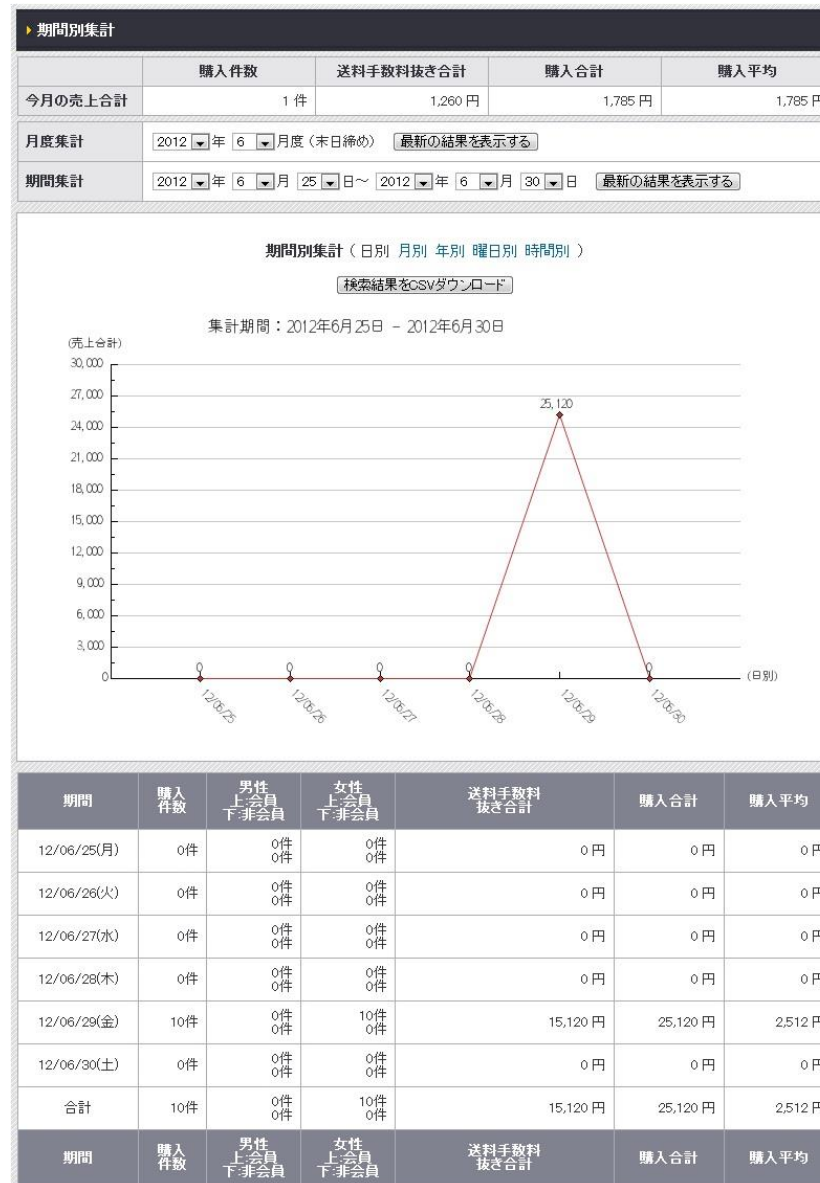 期間別集計
購入件数 送料手数料抜き合計 購入合計 購入平均
今月の売上合計 1 件 1,260 円 1,785 円 1,785 円
月度集計 2012 年 6 月度 (末日締め) 最新の結果を表示する
期間集計 2012 年 6 月 25 日～ 2012 年 6 月 30 日 最新の結果を表示する
期間別集計 ( 日別 月別 年別 曜日別 時間別 )
検索結果をCSVダウンロード
集計期間：2012年6月25日 － 2012年6月30日
(売上合計)
30,000
27,000
25,120
24,000
21,000
18,000
15,000
12,000
9,000
6,000
3,000
0 0 0 0 0 0
(日別)
12/06/25 12/06/26 12/06/27 12/06/28 12/06/29 12/06/30
期間 購入件数 男性 上:会員 下:非会員 女性 上:会員 下:非会員 送料手数料抜き合計 購入合計 購入平均
12/06/25(月) 0件 0件 0件 0件 0件 0 円 0 円 0 円
12/06/26(火) 0件 0件 0件 0件 0件 0 円 0 円 0 円
12/06/27(水) 0件 0件 0件 0件 0件 0 円 0 円 0 円
12/06/28(木) 0件 0件 0件 0件 0件 0 円 0 円 0 円
12/06/29(金) 10件 0件 0件 10件 0件 15,120 円 25,120 円 2,512 円
12/06/30(土) 0件 0件 0件 0件 0件 0 円 0 円 0 円
合計 10件 0件 0件 10件 0件 15,120 円 25,120 円 2,512 円
期間 購入件数 男性 上:会員 下:非会員 女性 上:会員 下:非会員 送料手数料抜き合計 購入合計 購入平均